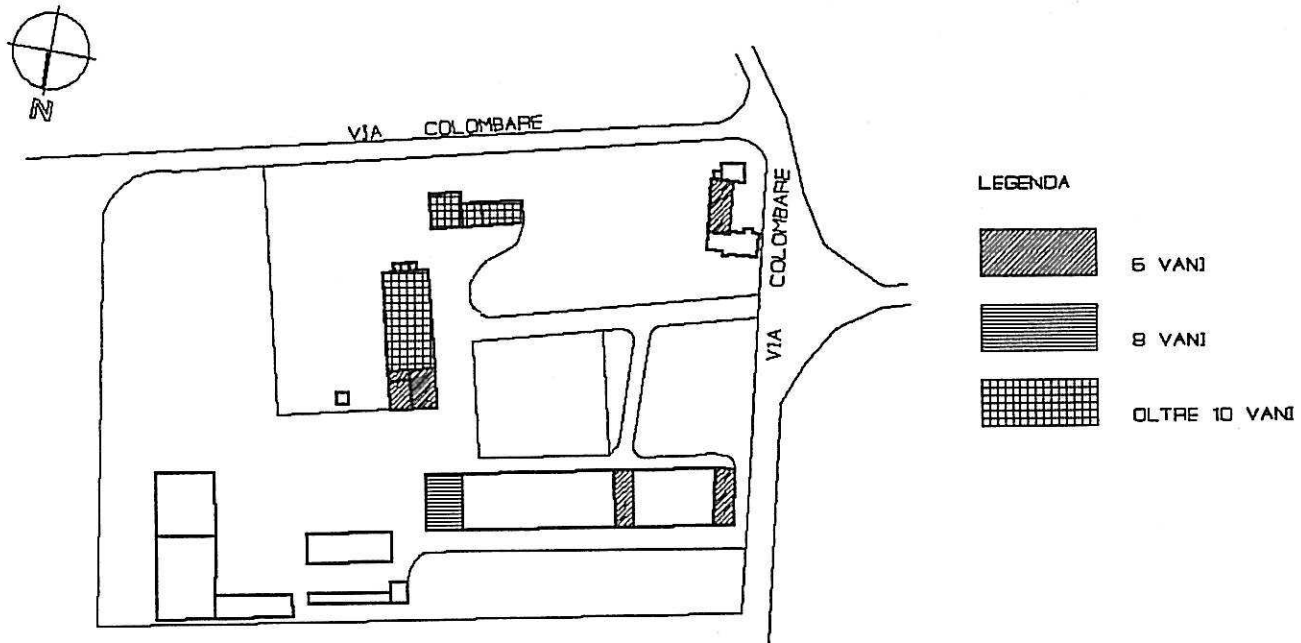 N
VIA COLOMBARE
VIA COLOMBARE
LEGENDA
6 VANI
8 VANI
OLTRE 10 VANI